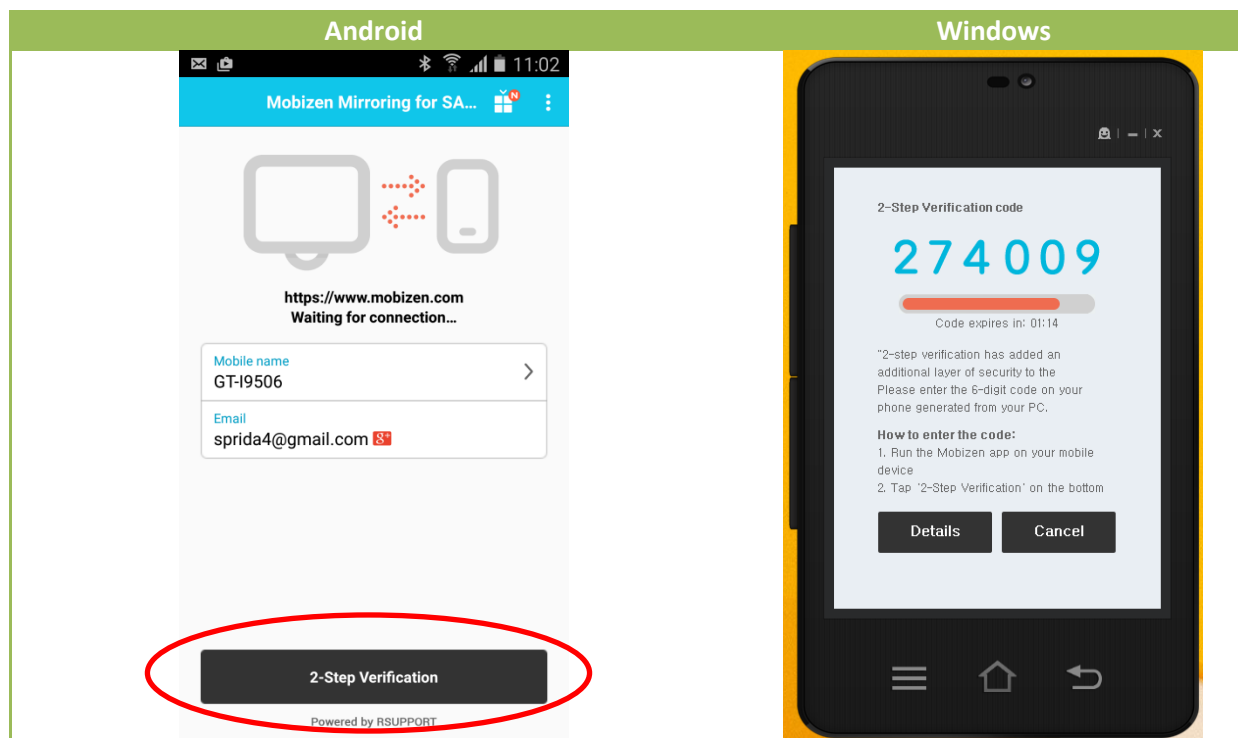 Android
Windows
11:02
Mobizen Mirroring for SA... N
https://www.mobizen.com
Waiting for connection...
Mobile name
GT-I9506
Email
sprida4@gmail.com 8+
2-Step Verification
Powered by RSUPPORT
2-Step Verification code
274009
Code expires in: 01:14
"2-step verification has added an
additional layer of security to the
Please enter the 6-digit code on your
phone generated from your PC.
How to enter the code:
1. Run the Mobizen app on your mobile
device
2. Tap '2-Step Verification' on the bottom
Details
Cancel